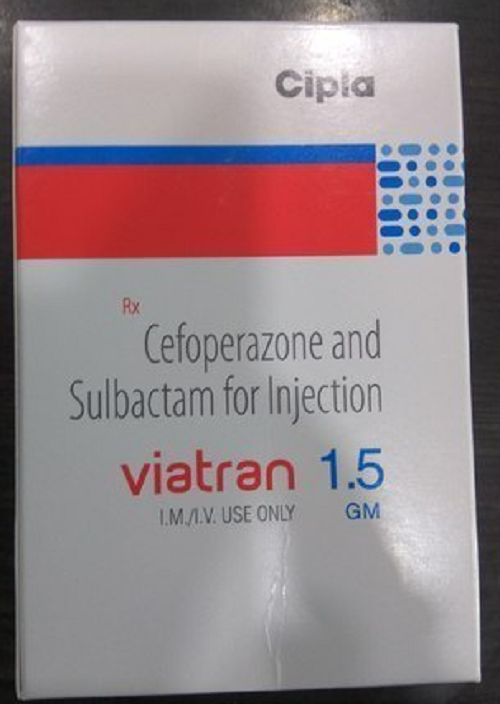 Cipla
Rx
Cefoperazone and
Sulbactam for Injection
viatran 1.5
I.M./I.V. USE ONLY GM